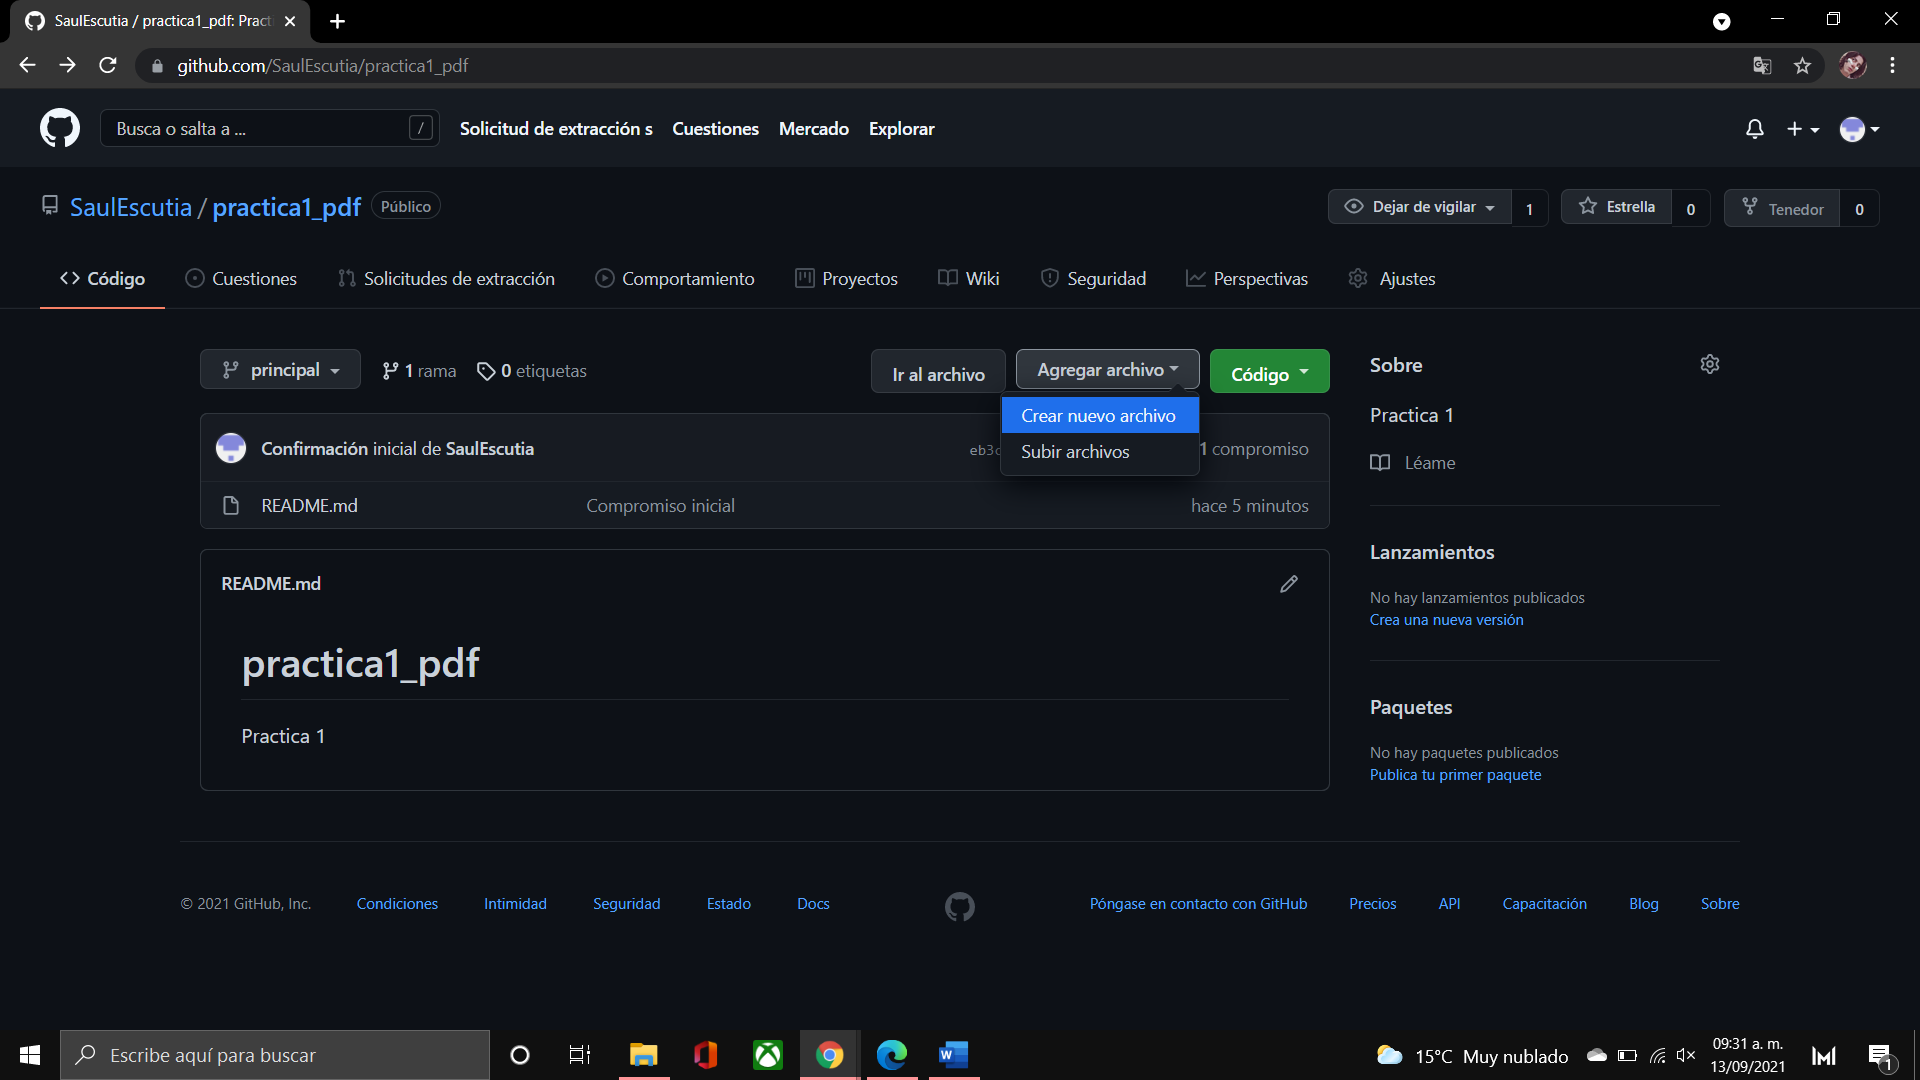 SaulEscutia / practica1_pdf: Pract
github.com/SaulEscutia/practica1_pdf
Busca o salta a ...
/
Solicitud de extracción s
Cuestiones
Mercado
Explorar
SaulEscutia / practica1_pdf
Público
Dejar de vigilar
1
Estrella
0
Tenedor
0
Código
Cuestiones
Solicitudes de extracción
Comportamiento
Proyectos
Wiki
Seguridad
Perspectivas
Ajustes
principal
1 rama
0 etiquetas
Ir al archivo
Agregar archivo
Código
Crear nuevo archivo
Subir archivos
Confirmación inicial de SaulEscutia
eb3c
1 compromiso
README.md
Compromiso inicial
hace 5 minutos
README.md
practica1_pdf
Practica 1
Sobre
Practica 1
Léame
Lanzamientos
No hay lanzamientos publicados
Crea una nueva versión
Paquetes
No hay paquetes publicados
Publica tu primer paquete
© 2021 GitHub, Inc.
Condiciones
Intimidad
Seguridad
Estado
Docs
Póngase en contacto con GitHub
Precios
API
Capacitación
Blog
Sobre
Escribe aquí para buscar
15°C Muy nublado
09:31 a. m.
13/09/2021
1